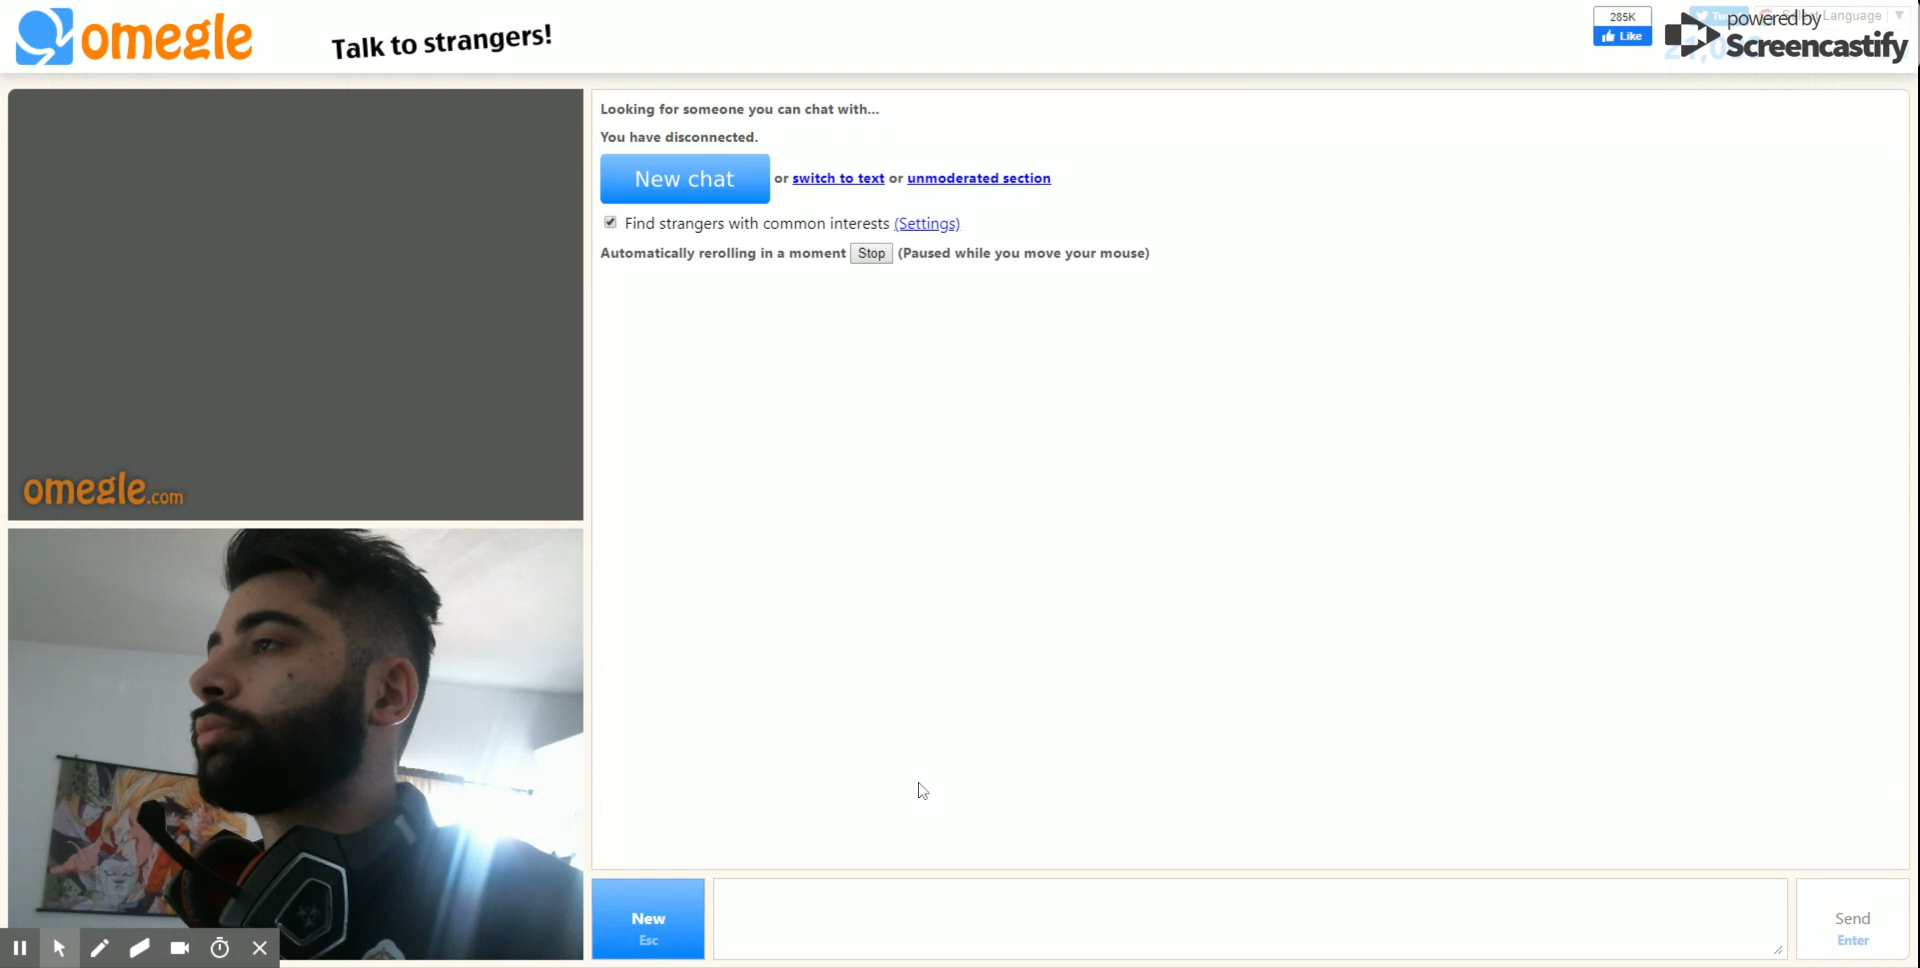 omegle
Talk to strangers!
285K
Like
Tweet
Select Language ▼
powered by
Screencastify
Looking for someone you can chat with...
You have disconnected.
New chat or switch to text or unmoderated section
Find strangers with common interests (Settings)
Automatically rerolling in a moment Stop (Paused while you move your mouse)
omegle.com
New
Esc
Send
Enter